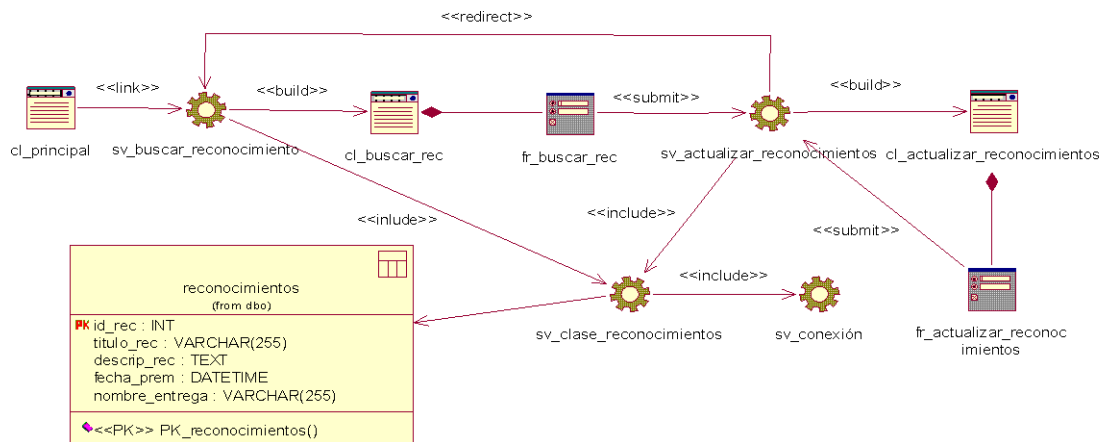 <<redirect>>
<<link>>
<<build>>
<<submit>>
<<build>>
cl_principal
sv_buscar_reconocimiento
cl_buscar_rec
fr_buscar_rec
sv_actualizar_reconocimientos
cl_actualizar_reconocimientos
<<inlude>>
<<include>>
<<submit>>
reconocimientos
(from dbo)
PK id_rec : INT
titulo_rec : VARCHAR(255)
descrip_rec : TEXT
fecha_prem : DATETIME
nombre_entrega : VARCHAR(255)
<<PK>> PK_reconocimientos()
<<include>>
sv_clase_reconocimientos
sv_conexión
fr_actualizar_reconoc
imientos